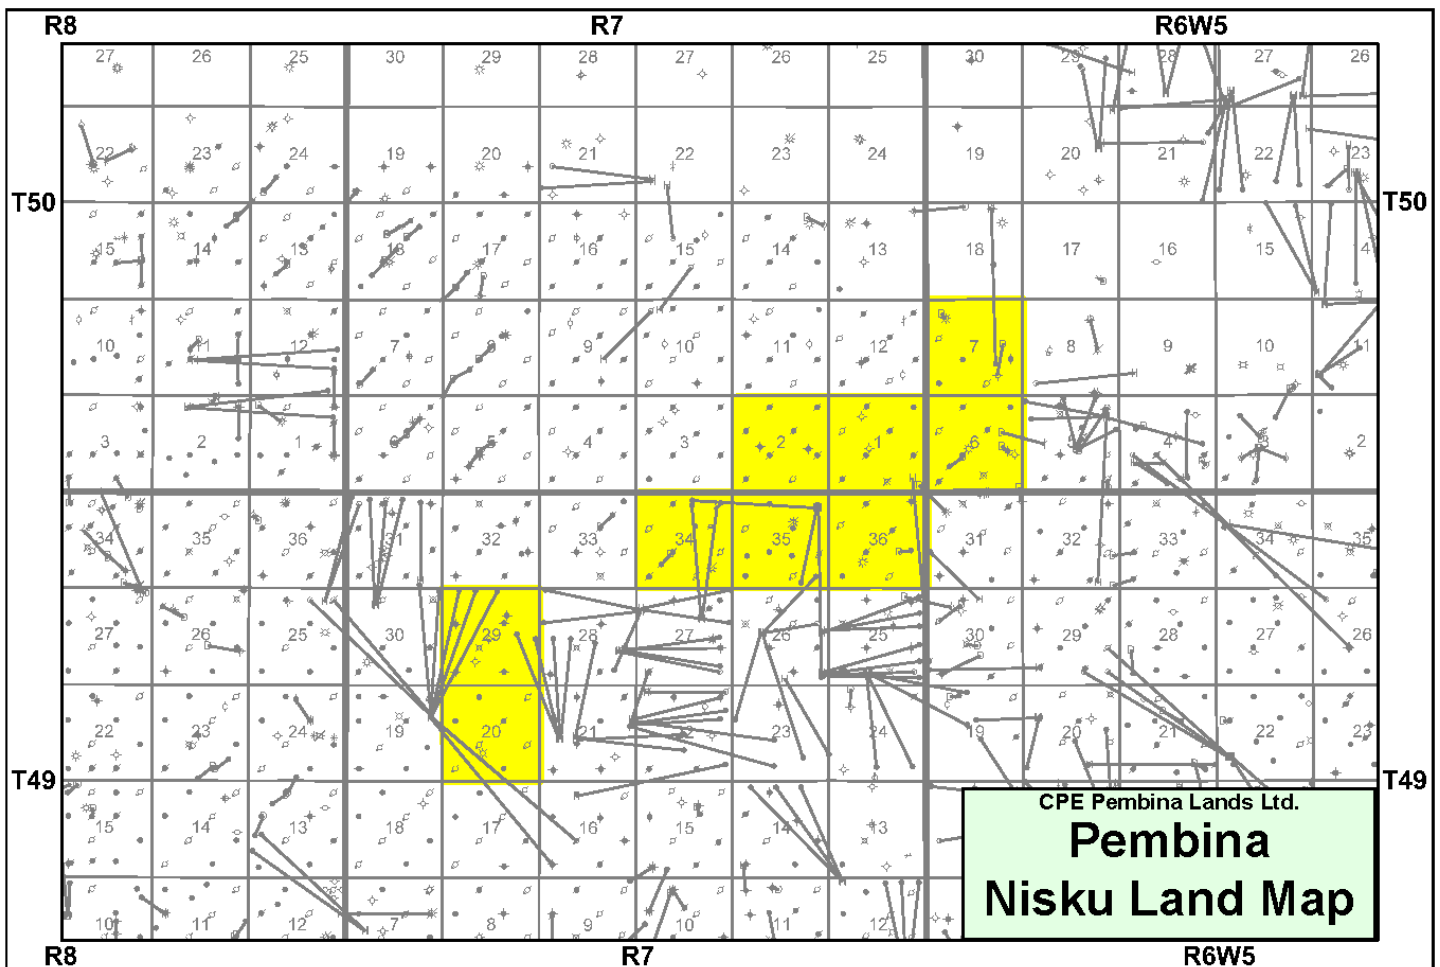 R8 R7 R6W5
27 26 25 30 29 28 27 26 25 30 29 28 27 26
22 23 24 19 20 21 22 23 24 19 20 21 22 23
T50 T50
15 14 13 18 17 16 15 14 13 18 17 16 15 14
10 11 12 7 8 9 10 11 12 7 8 9 10 11
3 2 1 6 5 4 3 2 1 6 5 4 3 2
34 35 36 31 32 33 34 35 36 31 32 33 34 35
27 26 25 30 29 28 27 26 25 30 29 28 27 26
22 23 24 19 20 21 22 23 24 19 20 21 22 23
T49 T49
15 14 13 18 17 16 15 14 13
10 11 12 7 8 9 10 11 12
CPE Pembina Lands Ltd.
Pembina
Nisku Land Map
R8 R7 R6W5